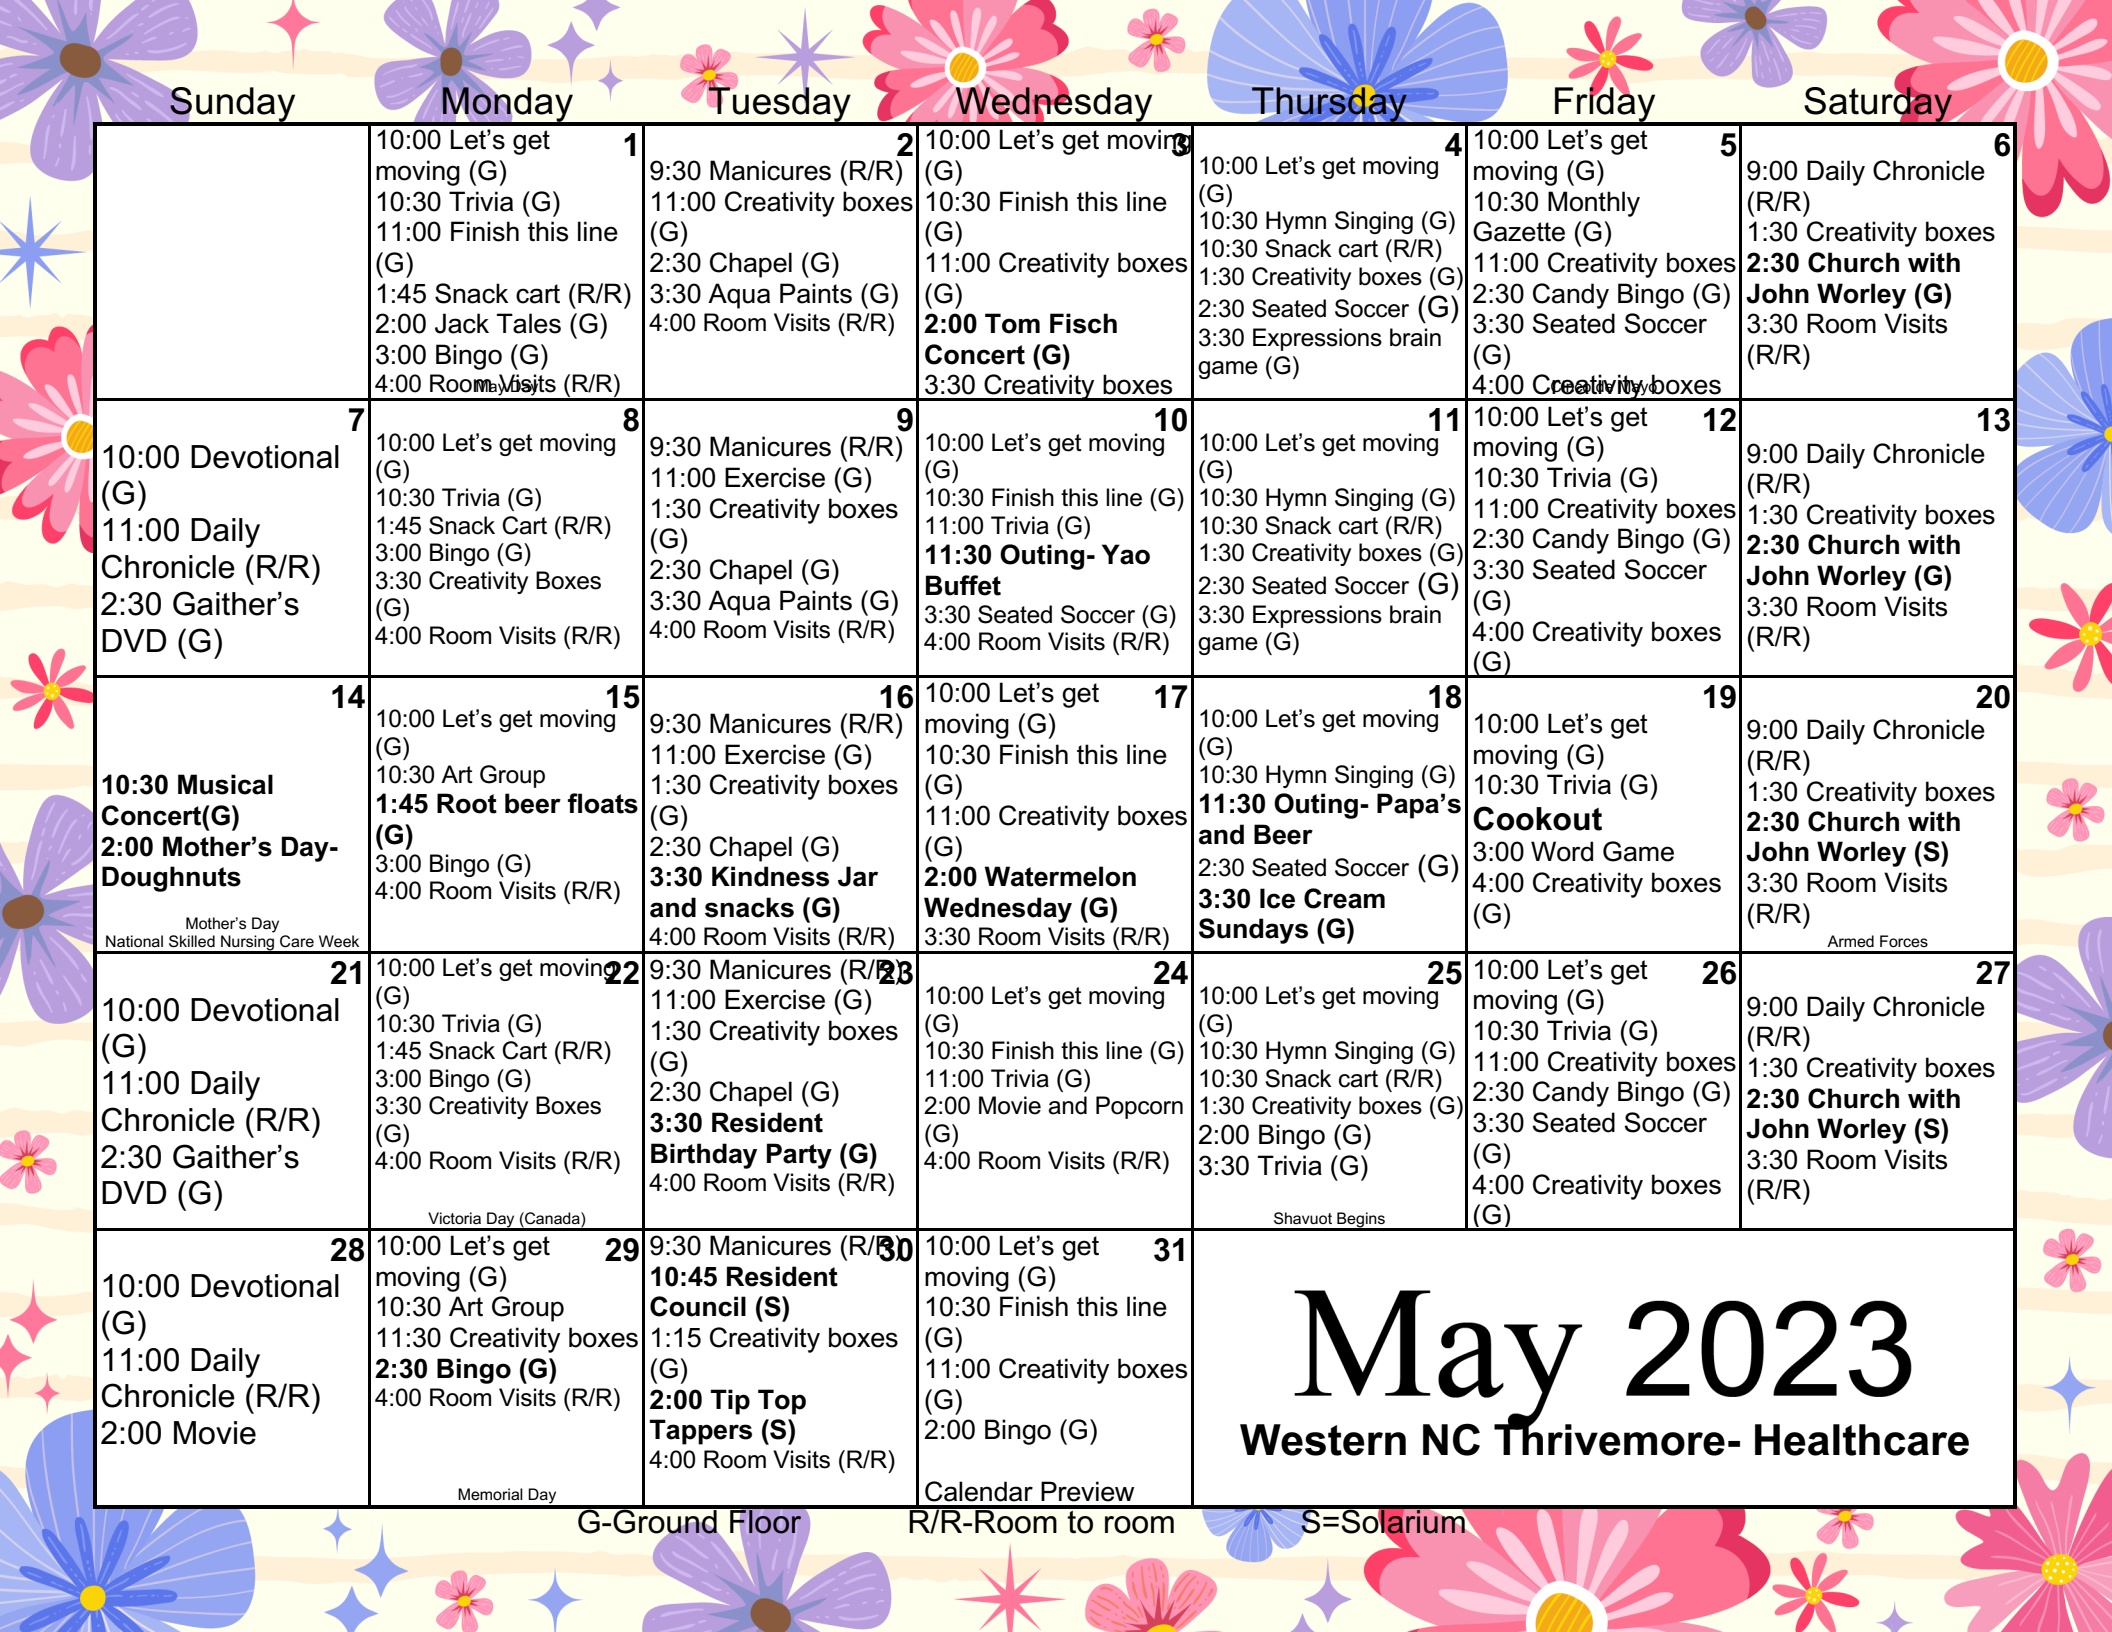 Sunday Monday Tuesday Wednesday Thursday Friday Saturday
1
10:00 Let's get
moving (G)
10:30 Trivia (G)
11:00 Finish this line
(G)
1:45 Snack cart (R/R)
2:00 Jack Tales (G)
3:00 Bingo (G)
4:00 Room Visits (R/R)
May Day
2
9:30 Manicures (R/R)
11:00 Creativity boxes
(G)
2:30 Chapel (G)
3:30 Aqua Paints (G)
4:00 Room Visits (R/R)
3
10:00 Let's get moving
(G)
10:30 Finish this line
(G)
11:00 Creativity boxes
(G)
2:00 Tom Fisch
Concert (G)
3:30 Creativity boxes
4
10:00 Let's get moving
(G)
10:30 Hymn Singing (G)
10:30 Snack cart (R/R)
1:30 Creativity boxes (G)
2:30 Seated Soccer (G)
3:30 Expressions brain
game (G)
5
10:00 Let's get
moving (G)
10:30 Monthly
Gazette (G)
11:00 Creativity boxes
2:30 Candy Bingo (G)
3:30 Seated Soccer
(G)
4:00 Creativity boxes
Cinco de Mayo
6
9:00 Daily Chronicle
(R/R)
1:30 Creativity boxes
2:30 Church with
John Worley (G)
3:30 Room Visits
(R/R)
7
10:00 Devotional
(G)
11:00 Daily
Chronicle (R/R)
2:30 Gaither's
DVD (G)
8
10:00 Let's get moving
(G)
10:30 Trivia (G)
1:45 Snack Cart (R/R)
3:00 Bingo (G)
3:30 Creativity Boxes
(G)
4:00 Room Visits (R/R)
9
9:30 Manicures (R/R)
11:00 Exercise (G)
1:30 Creativity boxes
(G)
2:30 Chapel (G)
3:30 Aqua Paints (G)
4:00 Room Visits (R/R)
10
10:00 Let's get moving
(G)
10:30 Finish this line (G)
11:00 Trivia (G)
11:30 Outing- Yao
Buffet
3:30 Seated Soccer (G)
4:00 Room Visits (R/R)
11
10:00 Let's get moving
(G)
10:30 Hymn Singing (G)
10:30 Snack cart (R/R)
1:30 Creativity boxes (G)
2:30 Seated Soccer (G)
3:30 Expressions brain
game (G)
12
10:00 Let's get
moving (G)
10:30 Trivia (G)
11:00 Creativity boxes
2:30 Candy Bingo (G)
3:30 Seated Soccer
(G)
4:00 Creativity boxes
(G)
13
9:00 Daily Chronicle
(R/R)
1:30 Creativity boxes
2:30 Church with
John Worley (G)
3:30 Room Visits
(R/R)
14
10:30 Musical
Concert(G)
2:00 Mother's Day-
Doughnuts
Mother's Day
National Skilled Nursing Care Week
15
10:00 Let's get moving
(G)
10:30 Art Group
1:45 Root beer floats
(G)
3:00 Bingo (G)
4:00 Room Visits (R/R)
16
9:30 Manicures (R/R)
11:00 Exercise (G)
1:30 Creativity boxes
(G)
2:30 Chapel (G)
3:30 Kindness Jar
and snacks (G)
4:00 Room Visits (R/R)
17
10:00 Let's get
moving (G)
10:30 Finish this line
(G)
11:00 Creativity boxes
(G)
2:00 Watermelon
Wednesday (G)
3:30 Room Visits (R/R)
18
10:00 Let's get moving
(G)
10:30 Hymn Singing (G)
11:30 Outing- Papa's
and Beer
2:30 Seated Soccer (G)
3:30 Ice Cream
Sundays (G)
19
10:00 Let's get
moving (G)
10:30 Trivia (G)
Cookout
3:00 Word Game
4:00 Creativity boxes
(G)
20
9:00 Daily Chronicle
(R/R)
1:30 Creativity boxes
2:30 Church with
John Worley (S)
3:30 Room Visits
(R/R)
Armed Forces
21
10:00 Devotional
(G)
11:00 Daily
Chronicle (R/R)
2:30 Gaither's
DVD (G)
22
10:00 Let's get moving
(G)
10:30 Trivia (G)
1:45 Snack Cart (R/R)
3:00 Bingo (G)
3:30 Creativity Boxes
(G)
4:00 Room Visits (R/R)
Victoria Day (Canada)
23
9:30 Manicures (R/R)
11:00 Exercise (G)
1:30 Creativity boxes
(G)
2:30 Chapel (G)
3:30 Resident
Birthday Party (G)
4:00 Room Visits (R/R)
24
10:00 Let's get moving
(G)
10:30 Finish this line (G)
11:00 Trivia (G)
2:00 Movie and Popcorn
(G)
4:00 Room Visits (R/R)
25
10:00 Let's get moving
(G)
10:30 Hymn Singing (G)
10:30 Snack cart (R/R)
1:30 Creativity boxes (G)
2:00 Bingo (G)
3:30 Trivia (G)
Shavuot Begins
26
10:00 Let's get
moving (G)
10:30 Trivia (G)
11:00 Creativity boxes
2:30 Candy Bingo (G)
3:30 Seated Soccer
(G)
4:00 Creativity boxes
(G)
27
9:00 Daily Chronicle
(R/R)
1:30 Creativity boxes
2:30 Church with
John Worley (S)
3:30 Room Visits
(R/R)
28
10:00 Devotional
(G)
11:00 Daily
Chronicle (R/R)
2:00 Movie
29
10:00 Let's get
moving (G)
10:30 Art Group
11:30 Creativity boxes
2:30 Bingo (G)
4:00 Room Visits (R/R)
Memorial Day
30
9:30 Manicures (R/R)
10:45 Resident
Council (S)
1:15 Creativity boxes
(G)
2:00 Tip Top
Tappers (S)
4:00 Room Visits (R/R)
31
10:00 Let's get
moving (G)
10:30 Finish this line
(G)
11:00 Creativity boxes
(G)
2:00 Bingo (G)
Calendar Preview
May 2023
Western NC Thrivemore- Healthcare
G-Ground Floor R/R-Room to room S=Solarium